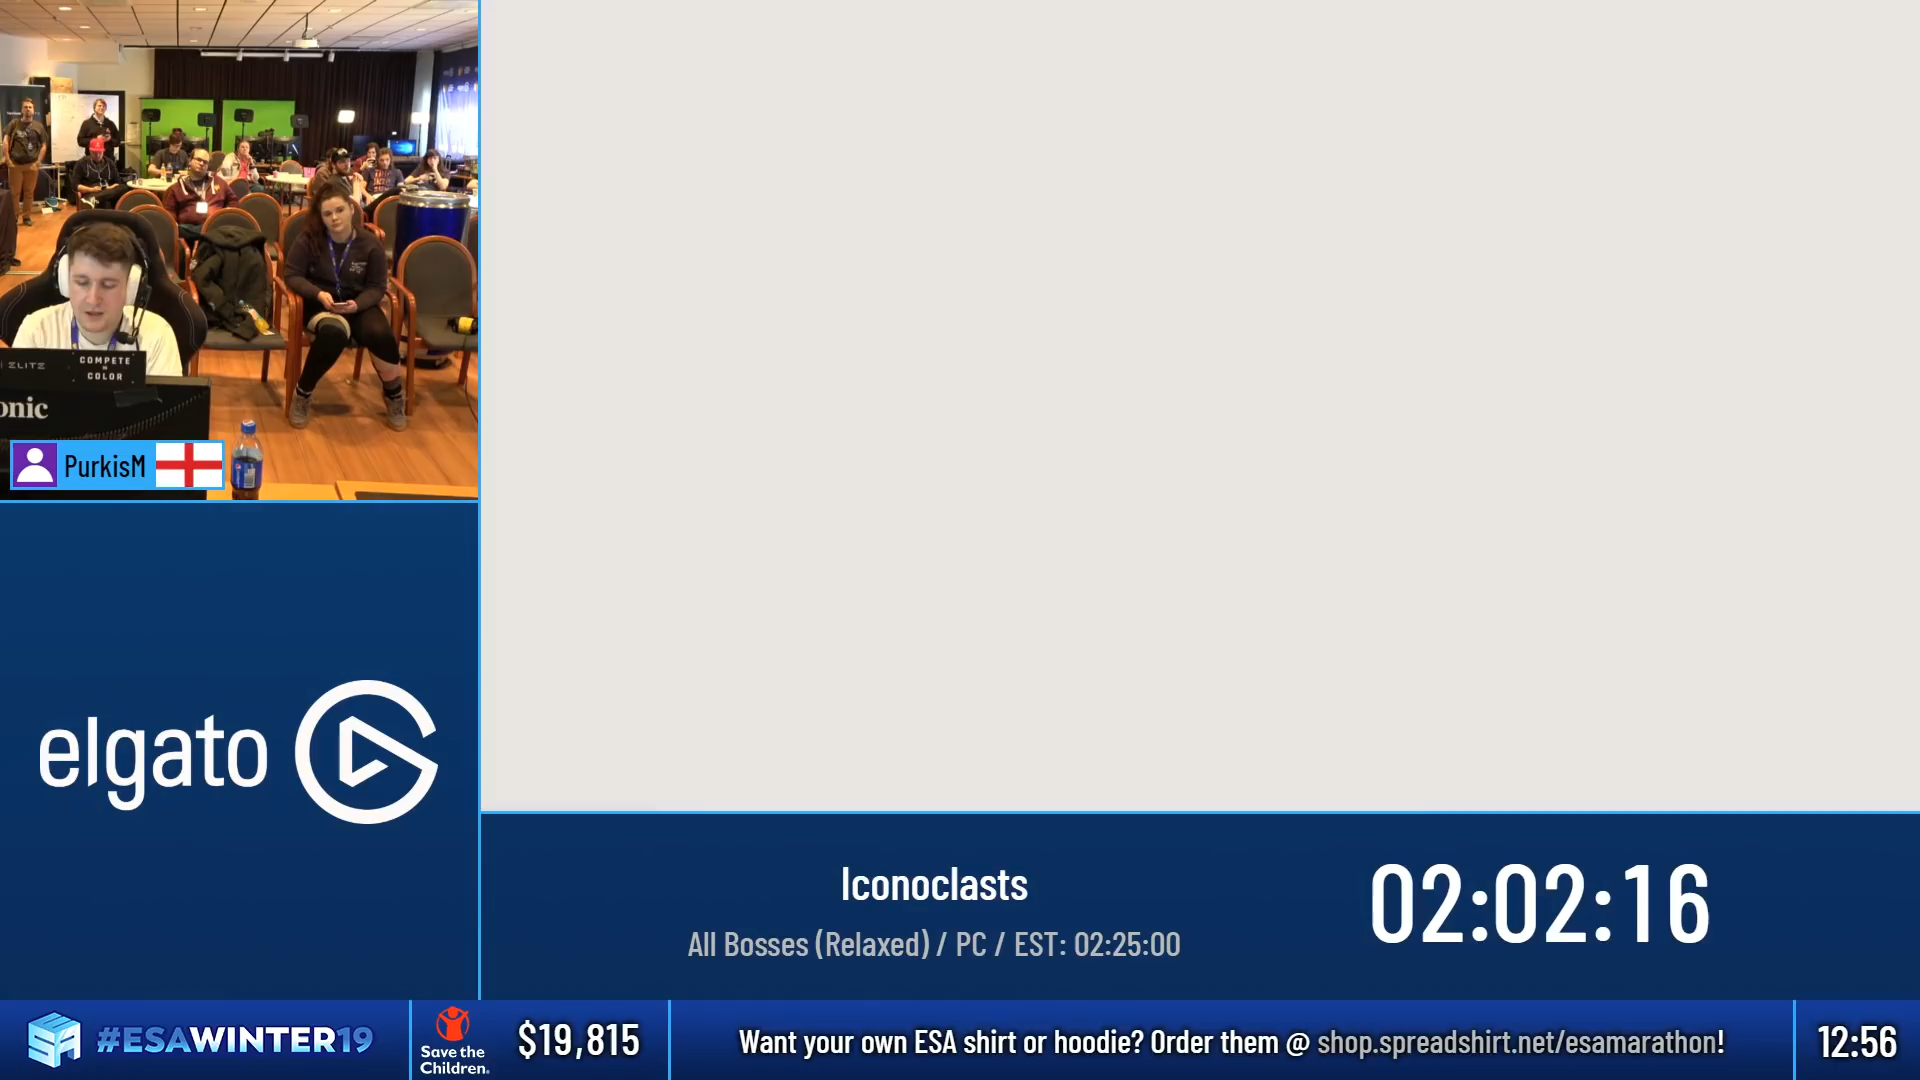 ELITE
COMPETE
IN
COLOR
onic
PurkisM
elgato
Iconoclasts
All Bosses (Relaxed) / PC / EST: 02:25:00
02:02:16
#ESAWINTER19
Save the
Children.
$19,815
Want your own ESA shirt or hoodie? Order them @ shop.spreadshirt.net/esamarathon!
12:56